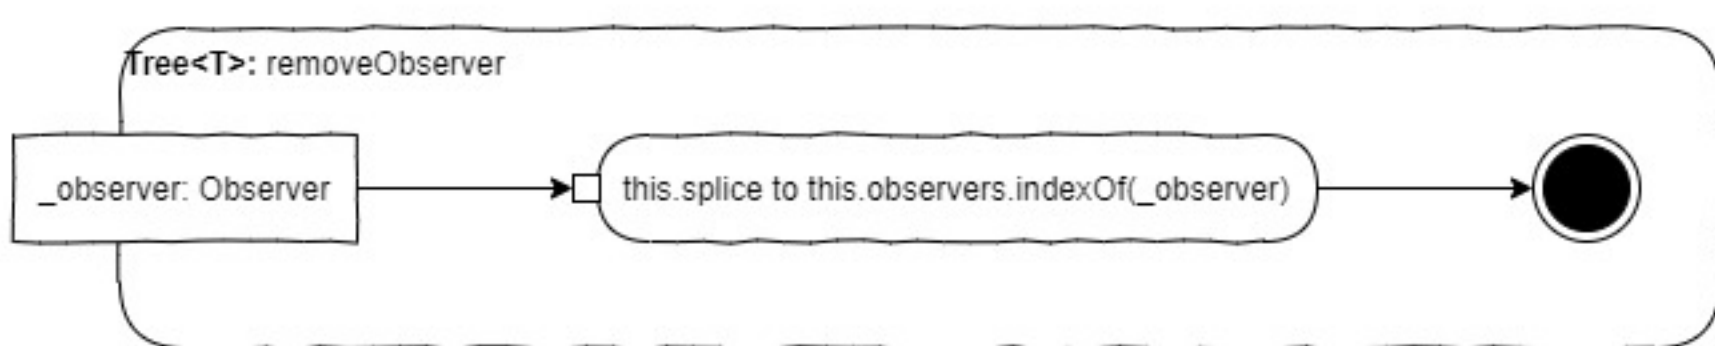 Tree<T>: removeObserver
_observer: Observer
this.splice to this.observers.indexOf(_observer)